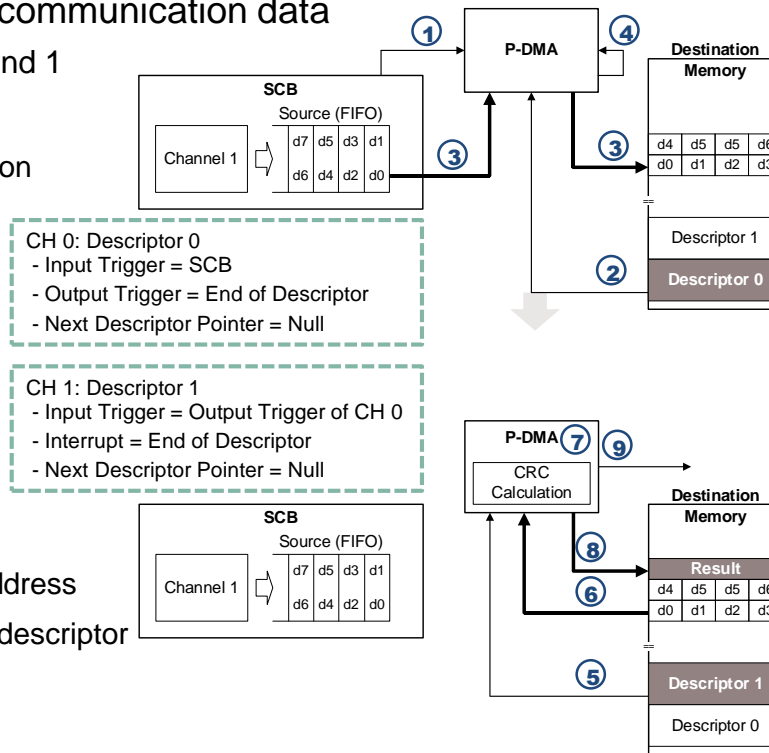 communication data
nd 1
on
1
P-DMA
4
Destination
Memory
SCB
Source (FIFO)
Channel 1
d7 d5 d3 d1
d6 d4 d2 d0
3
3
d4 d5 d5 d6
d0 d1 d2 d3
==
Descriptor 1
2
Descriptor 0
CH 0: Descriptor 0
- Input Trigger = SCB
- Output Trigger = End of Descriptor
- Next Descriptor Pointer = Null
CH 1: Descriptor 1
- Input Trigger = Output Trigger of CH 0
- Interrupt = End of Descriptor
- Next Descriptor Pointer = Null
P-DMA
7
9
CRC
Calculation
Destination
Memory
SCB
Source (FIFO)
Channel 1
d7 d5 d3 d1
d6 d4 d2 d0
8
Result
6
d4 d5 d5 d6
d0 d1 d2 d3
ddress
descriptor
==
5
Descriptor 1
Descriptor 0